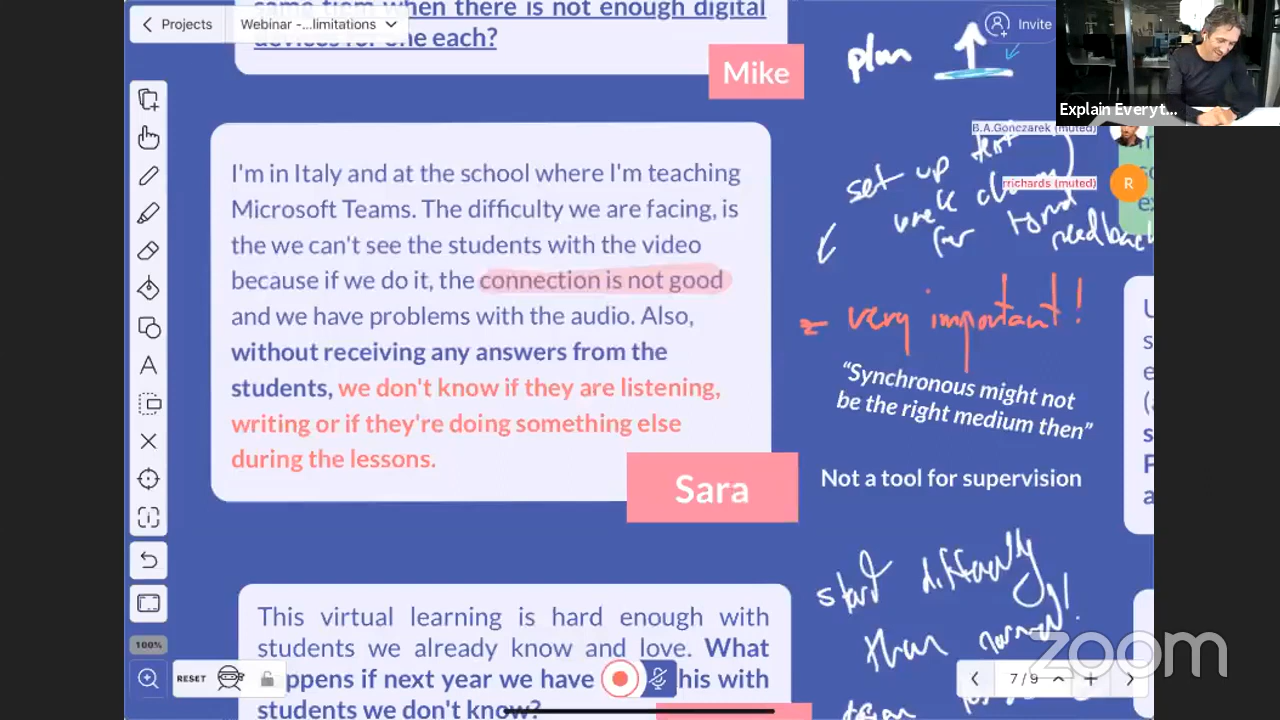 same tiem when there is not enough digital
devices for one each?
Projects
Webinar -...limitations
Invite
Mike
plan
Explain Everyt...
B.A.Gonczarek (muted)
rrichards (muted)
R
set up
week
for
feedback
I'm in Italy and at the school where I'm teaching
Microsoft Teams. The difficulty we are facing, is
the we can't see the students with the video
because if we do it, the connection is not good
and we have problems with the audio. Also,
without receiving any answers from the
students, we don't know if they are listening,
writing or if they're doing something else
during the lessons.
Sara
very important!
"Synchronous might not
be the right medium then"
Not a tool for supervision
start differently
than normal!
This virtual learning is hard enough with
students we already know and love. What
ppens if next year we have
his with
students we don't know?
100%
RESET
7/9
zoom